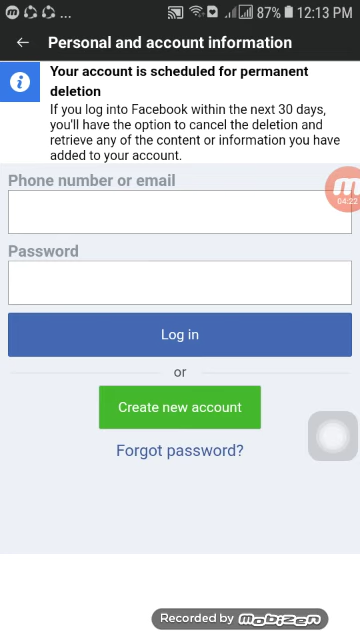 ... 87% 12:13 PM
Personal and account information
Your account is scheduled for permanent
deletion
If you log into Facebook within the next 30 days,
you'll have the option to cancel the deletion and
retrieve any of the content or information you have
added to your account.
Phone number or email
04:22
Password
Log in
or
Create new account
Forgot password?
Recorded by mobizen